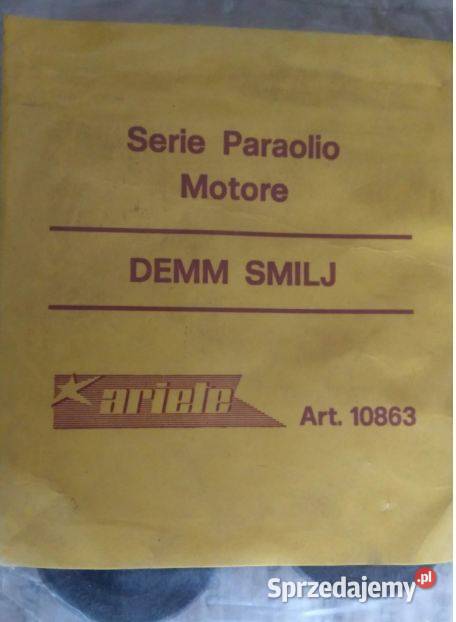 Serie Paraolio
Motore
DEMM SMILJ
ariete
Art. 10863
Sprzedajemy.pl